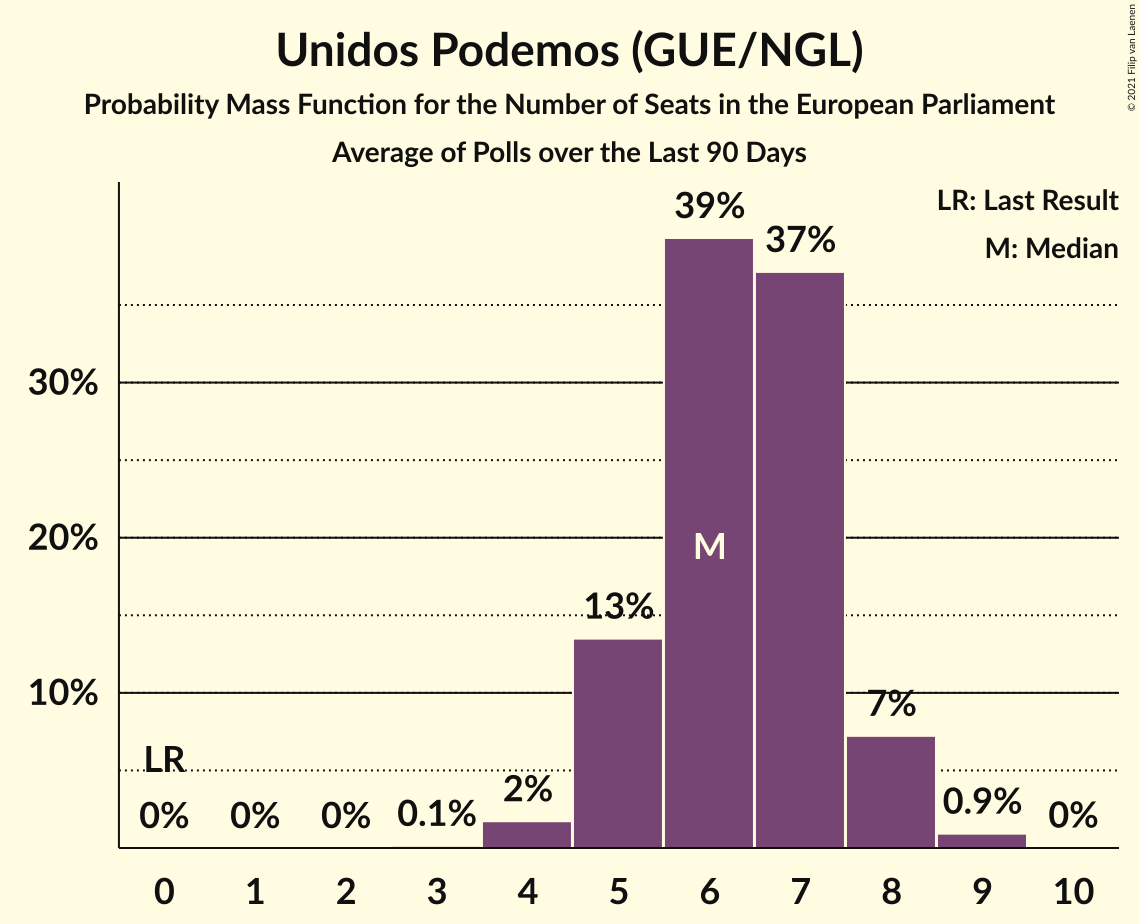 Unidos Podemos (GUE/NGL)
Probability Mass Function for the Number of Seats in the European Parliament
Average of Polls over the Last 90 Days
© 2021 Filip van Laenen
LR: Last Result
M: Median
39%
37%
30%
20%
M
13%
10%
7%
LR
2%
0%
0%
0%
0.1%
0.9%
0%
0 1 2 3 4 5 6 7 8 9 10